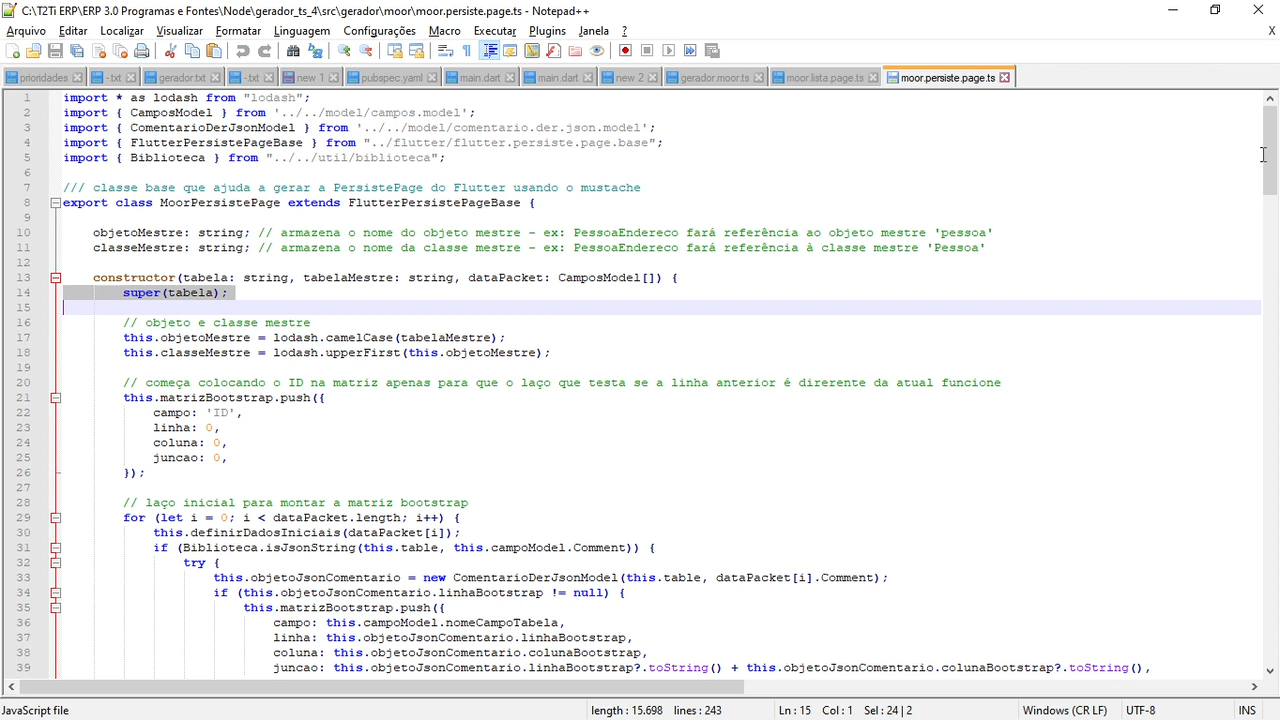 C:\T2Ti ERP\ERP 3.0 Programas e Fontes\Node\gerador_ts_4\src\gerador\moor\moor.persiste.page.ts - Notepad++
Arquivo Editar Localizar Visualizar Formatar Linguagem Configurações Macro Executar Plugins Janela ? X
prioridades -.txt gerador.txt -.txt new 1 pubspec.yaml main.dart main.dart new 2 gerador.moor.ts moor.lista.page.ts moor.persiste.page.ts
1 import * as lodash from "lodash";
2 import { CamposModel } from '../../model/campos.model';
3 import { ComentarioDerJsonModel } from '../../model/comentario.der.json.model';
4 import { FlutterPersistePageBase } from "../flutter/flutter.persiste.page.base";
5 import { Biblioteca } from "../../util/biblioteca";
6
7 /// classe base que ajuda a gerar a PersistePage do Flutter usando o mustache
8 export class MoorPersistePage extends FlutterPersistePageBase {
9
10 objetoMestre: string; // armazena o nome do objeto mestre - ex: PessoaEndereco fará referência ao objeto mestre 'pessoa'
11 classeMestre: string; // armazena o nome da classe mestre - ex: PessoaEndereco fará referência à classe mestre 'Pessoa'
12
13 constructor(tabela: string, tabelaMestre: string, dataPacket: CamposModel[]) {
14 super(tabela);
15
16 // objeto e classe mestre
17 this.objetoMestre = lodash.camelCase(tabelaMestre);
18 this.classeMestre = lodash.upperFirst(this.objetoMestre);
19
20 // começa colocando o ID na matriz apenas para que o laço que testa se a linha anterior é direrente da atual funcione
21 this.matrizBootstrap.push({
22 campo: 'ID',
23 linha: 0,
24 coluna: 0,
25 juncao: 0,
26 });
27
28 // laço inicial para montar a matriz bootstrap
29 for (let i = 0; i < dataPacket.length; i++) {
30 this.definirDadosIniciais(dataPacket[i]);
31 if (Biblioteca.isJsonString(this.table, this.campoModel.Comment)) {
32 try {
33 this.objetoJsonComentario = new ComentarioDerJsonModel(this.table, dataPacket[i].Comment);
34 if (this.objetoJsonComentario.linhaBootstrap != null) {
35 this.matrizBootstrap.push({
36 campo: this.campoModel.nomeCampoTabela,
37 linha: this.objetoJsonComentario.linhaBootstrap,
38 coluna: this.objetoJsonComentario.colunaBootstrap,
39 juncao: this.objetoJsonComentario.linhaBootstrap?.toString() + this.objetoJsonComentario.colunaBootstrap?.toString(),
JavaScript file length : 15.698 lines : 243 Ln : 15 Col : 1 Sel : 24 | 2 Windows (CR LF) UTF-8 INS